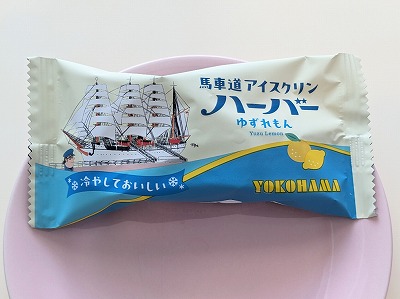 馬車道アイスクリン
ハーバー
ゆずれもん
Yuzu Lemon
冷やしておいしい
YOKOHAMA